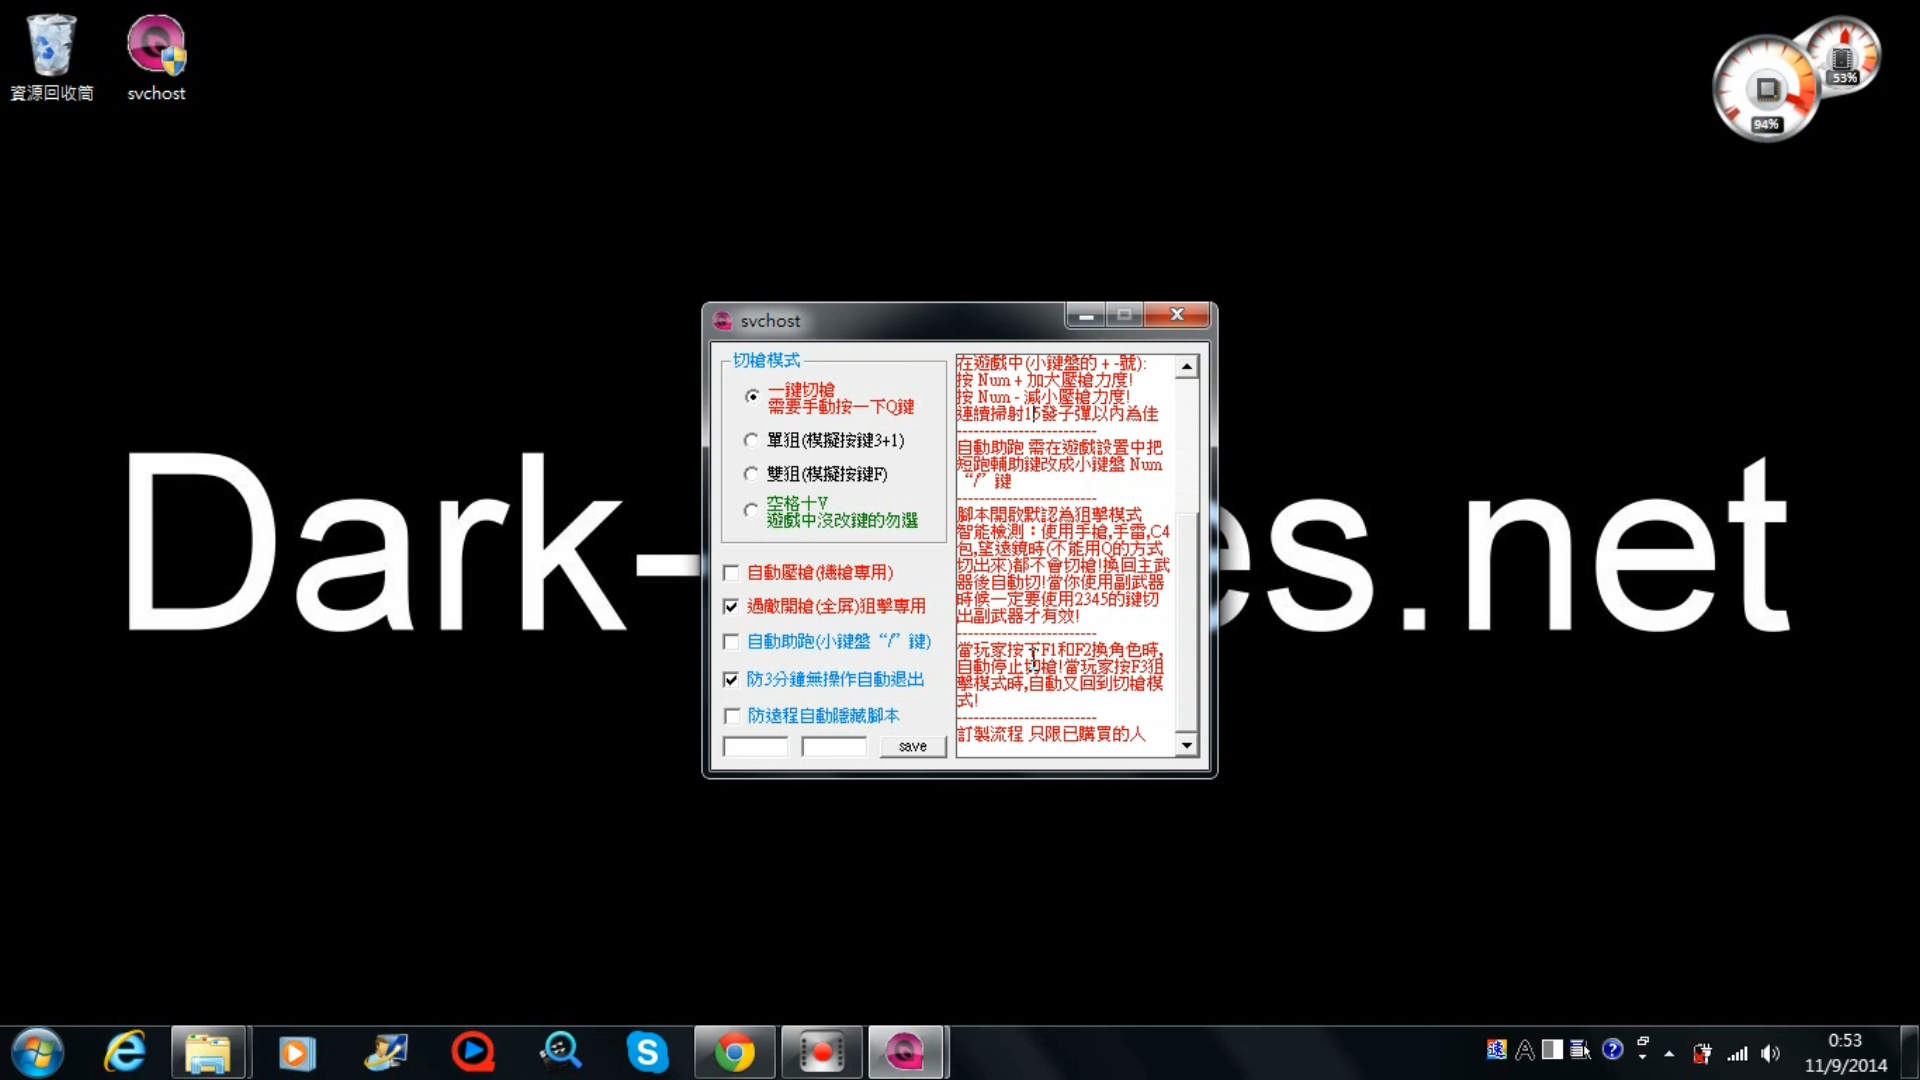 資源回收筒
svchost
94%
53%
Dark-
es.net
svchost
切槍模式
一鍵切槍
需要手動按一下Q鍵
單狙(模擬按鍵3+1)
雙狙(模擬按鍵F)
空格十V
遊戲中沒改鍵的勿選
自動壓槍(機槍專用)
遇敵開槍(全屏)狙擊專用
自動助跑(小鍵盤“/”鍵)
防3分鐘無操作自動退出
防遠程自動隱藏腳本
save
在遊戲中(小鍵盤的 + -號):
按 Num + 加大壓槍力度!
按 Num - 減小壓槍力度!
連續掃射15發子彈以內為佳
-------------------------
自動助跑 需在遊戲設置中把
短跑輔助鍵改成小鍵盤 Num
“/”鍵
-------------------------
腳本開啟默認為狙擊模式
智能檢測：使用手槍,手雷,C4
包,望遠鏡時(不能用Q的方式
切出來)都不會切槍!換回主武
器後自動切!當你使用副武器
時候一定要使用2345的鍵切
出副武器才有效!
-------------------------
當玩家按下F1和F2換角色時,
自動停止切槍!當玩家按F3狙
擊模式時,自動又回到切槍模
式!
-------------------------
訂製流程 只限已購買的人
速
0:53
11/9/2014